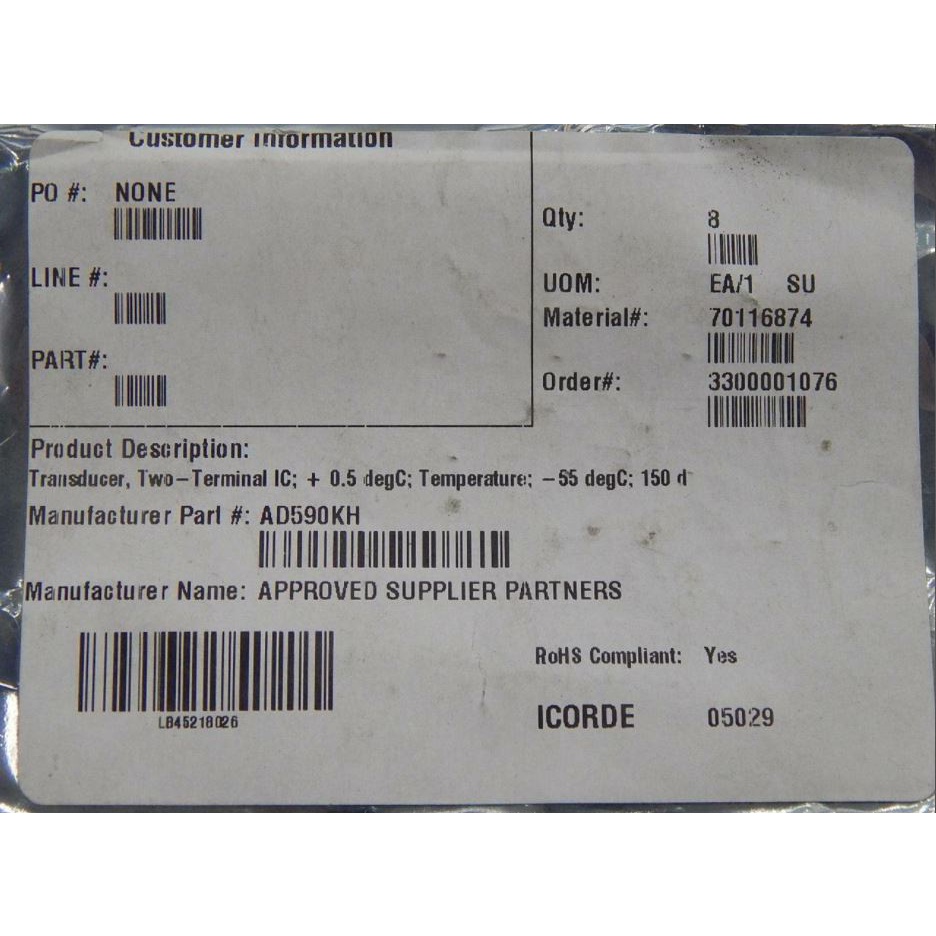 Customer Information
PO #: NONE
LINE #:
PART#:
Qty: 8
UOM: EA/1 SU
Material#: 70116874
Order#: 3300001076
Product Description:
Transducer, Two-Terminal IC; + 0.5 degC; Temperature; -55 degC; 150 d
Manufacturer Part #: AD590KH
Manufacturer Name: APPROVED SUPPLIER PARTNERS
LB45218026
RoHS Compliant: Yes
ICORDE 05029